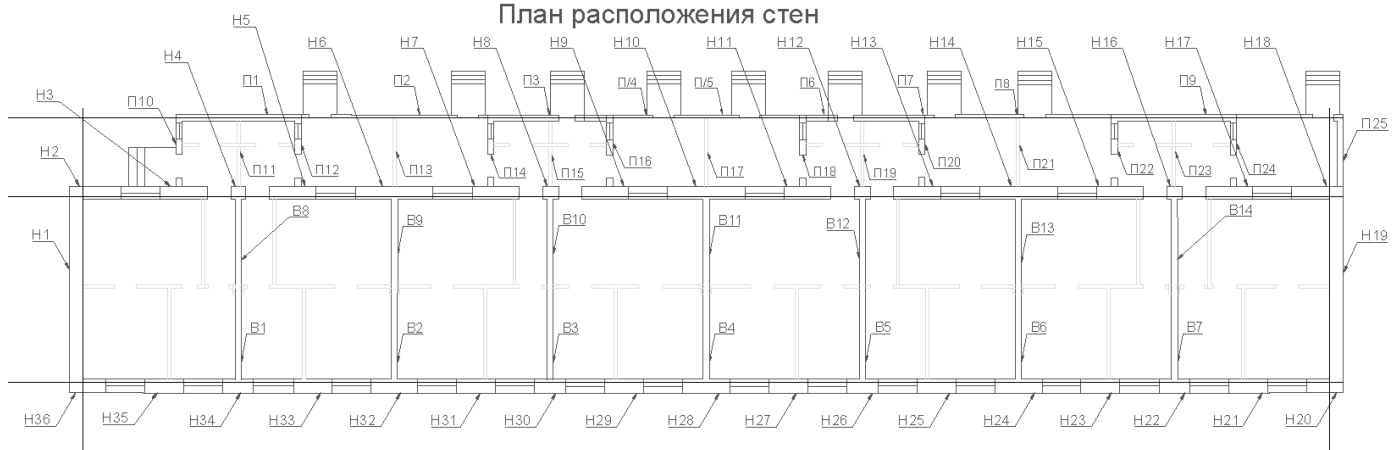 План расположения стен
Н5
Н4 П1 Н6 Н7 П2 Н8 Н9 П3 Н10 П/4 Н11 П/5 Н12 П6 Н13 П7 Н14 П8 Н15 Н16 Н17 П9 Н18
Н3 П10 П25
Н2 П11 П12 П13 П14 П15 П16 П17 П18 П19 П20 П21 П22 П23 П24
Н1 В8 В9 В10 В11 В12 В13 В14 Н19
В1 В2 В3 В4 В5 В6 В7
Н36 Н35 Н34 Н33 Н32 Н31 Н30 Н29 Н28 Н27 Н26 Н25 Н24 Н23 Н22 Н21 Н20